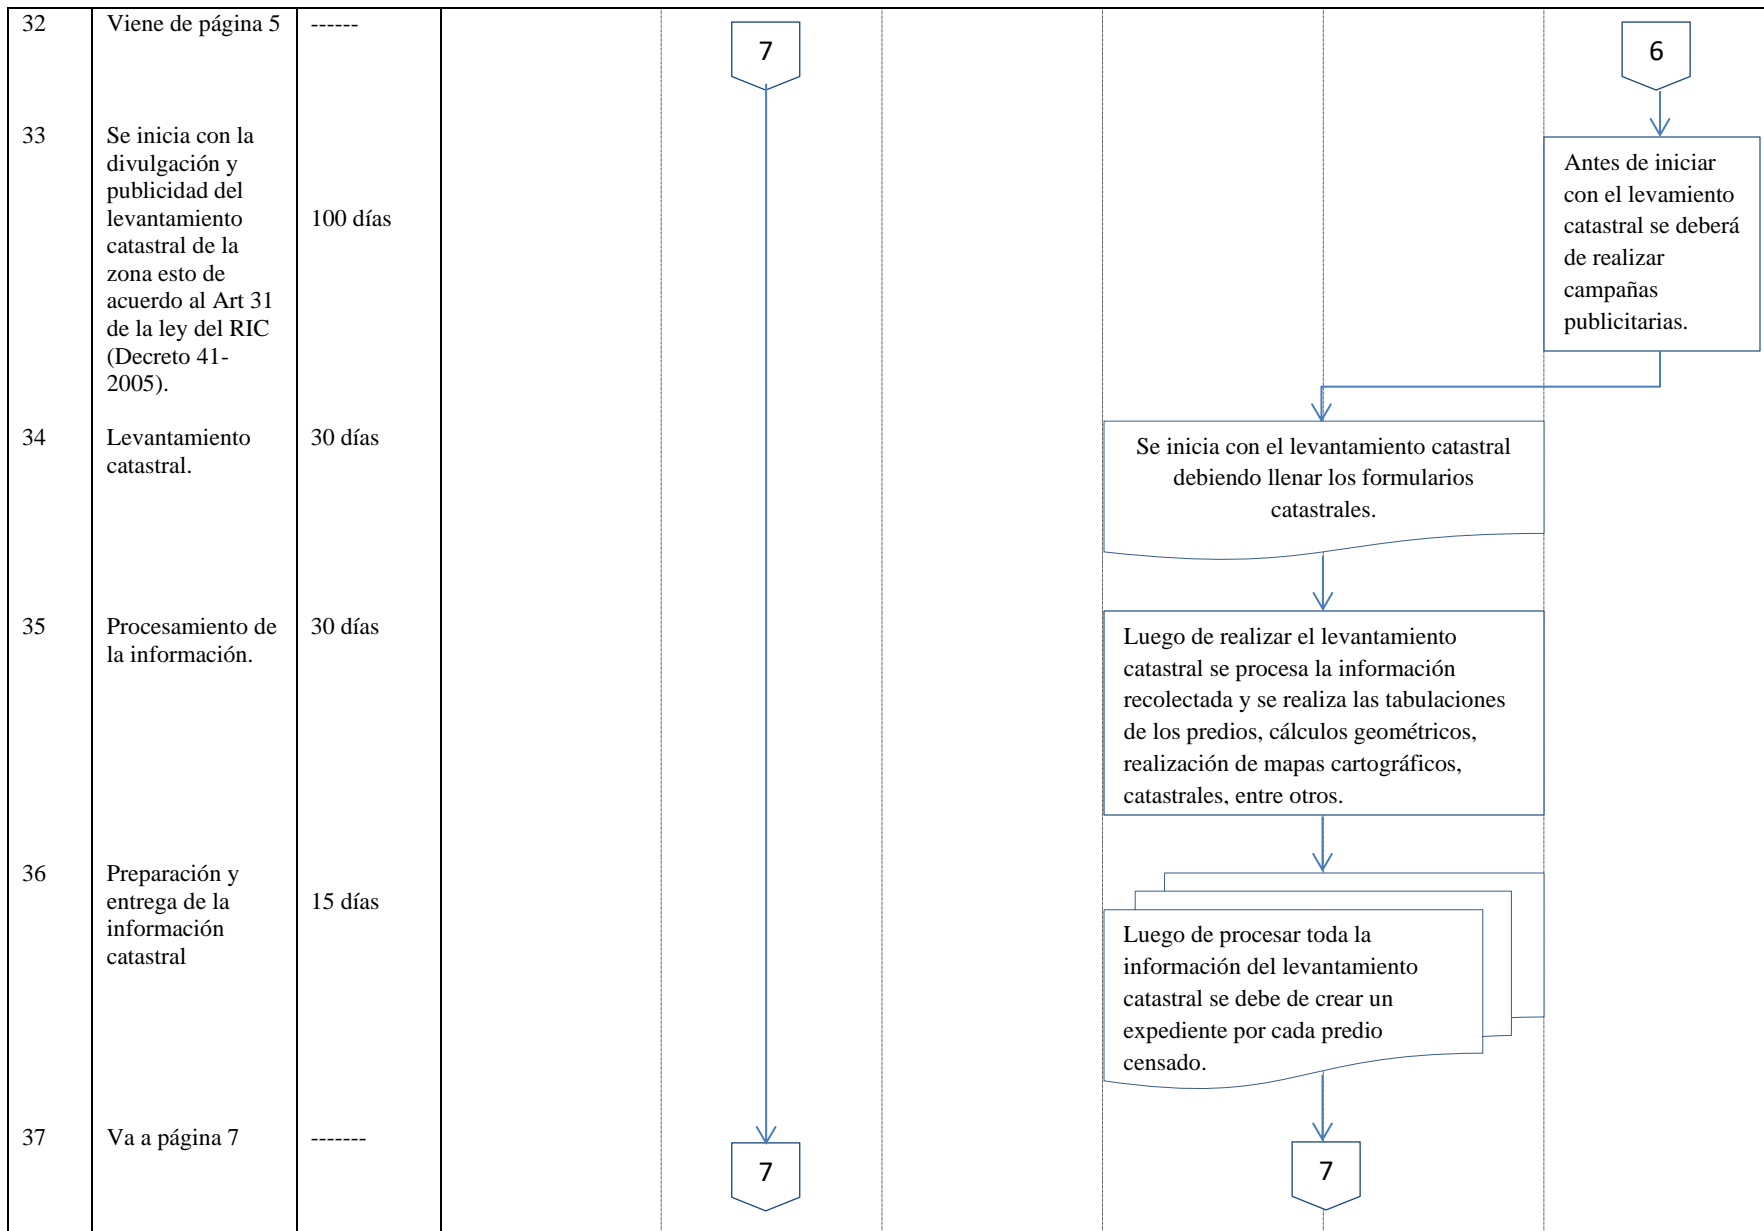 32
Viene de página 5
------
7
6
33
Se inicia con la
divulgación y
publicidad del
levantamiento
catastral de la
zona esto de
acuerdo al Art 31
de la ley del RIC
(Decreto 41-
2005).
100 días
Antes de iniciar
con el levamiento
catastral se deberá
de realizar
campañas
publicitarias.
34
Levantamiento
catastral.
30 días
Se inicia con el levantamiento catastral
debiendo llenar los formularios
catastrales.
35
Procesamiento de
la información.
30 días
Luego de realizar el levantamiento
catastral se procesa la información
recolectada y se realiza las tabulaciones
de los predios, cálculos geométricos,
realización de mapas cartográficos,
catastrales, entre otros.
36
Preparación y
entrega de la
información
catastral
15 días
Luego de procesar toda la
información del levantamiento
catastral se debe de crear un
expediente por cada predio
censado.
37
Va a página 7
-------
7
7